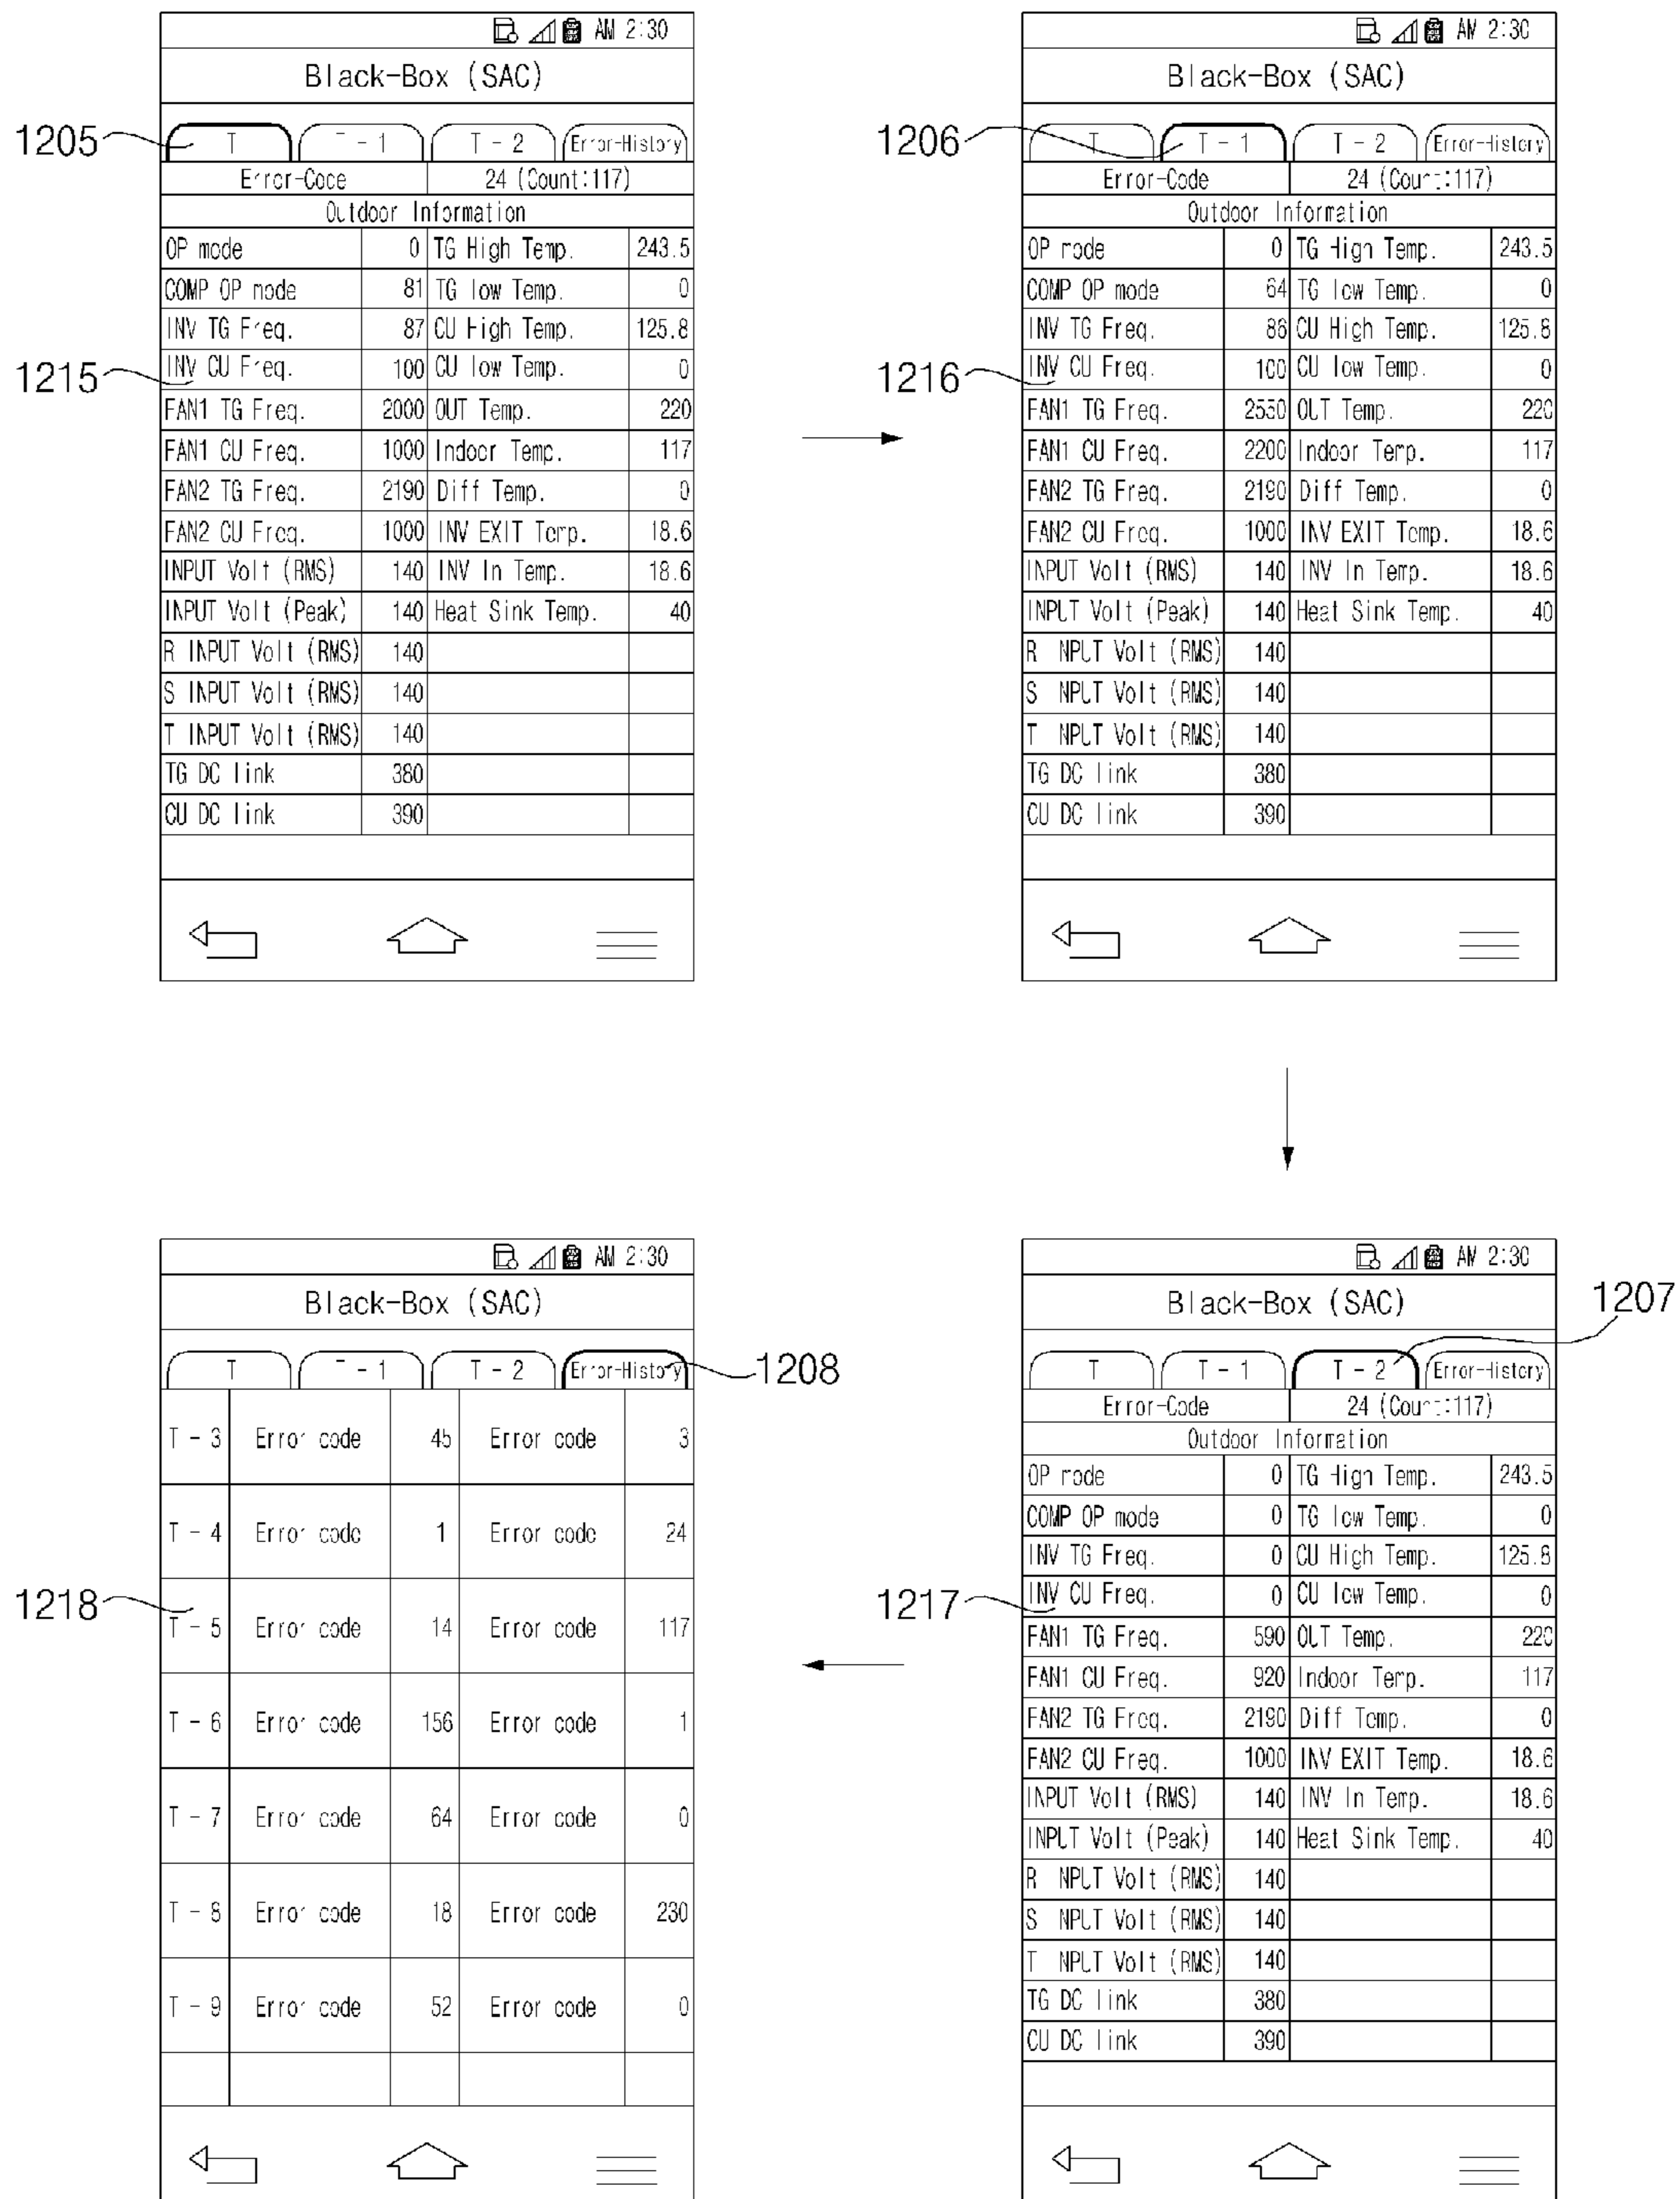 AM 2:30
Black-Box (SAC)
1205
T T - 1 T - 2 Error-History
Error-Code 24 (Count:117)
Outdoor Information
OP mode 0 TG High Temp. 243.5
COMP OP mode 81 TG low Temp. 0
INV TG Freq. 87 CU High Temp. 125.8
1215
INV CU Freq. 100 CU low Temp. 0
FAN1 TG Freq. 2000 OUT Temp. 220
FAN1 CU Freq. 1000 Indoor Temp. 117
FAN2 TG Freq. 2190 Diff Temp. 0
FAN2 CU Freq. 1000 INV EXIT Temp. 18.6
INPUT Volt (RMS) 140 INV In Temp. 18.6
INPUT Volt (Peak) 140 Heat Sink Temp. 40
R INPUT Volt (RMS) 140
S INPUT Volt (RMS) 140
T INPUT Volt (RMS) 140
TG DC link 380
CU DC link 390
AM 2:30
Black-Box (SAC)
1206
T T - 1 T - 2 Error-History
Error-Code 24 (Count:117)
Outdoor Information
OP mode 0 TG High Temp. 243.5
COMP OP mode 64 TG low Temp. 0
INV TG Freq. 86 CU High Temp. 125.8
1216
INV CU Freq. 100 CU low Temp. 0
FAN1 TG Freq. 2550 OUT Temp. 220
FAN1 CU Freq. 2200 Indoor Temp. 117
FAN2 TG Freq. 2190 Diff Temp. 0
FAN2 CU Freq. 1000 INV EXIT Temp. 18.6
INPUT Volt (RMS) 140 INV In Temp. 18.6
INPUT Volt (Peak) 140 Heat Sink Temp. 40
R INPUT Volt (RMS) 140
S INPUT Volt (RMS) 140
T INPUT Volt (RMS) 140
TG DC link 380
CU DC link 390
AM 2:30
Black-Box (SAC)
T T - 1 T - 2 Error-History
1208
T - 3 Error code 45 Error code 3
T - 4 Error code 1 Error code 24
1218
T - 5 Error code 14 Error code 117
T - 6 Error code 156 Error code 1
T - 7 Error code 64 Error code 0
T - 8 Error code 18 Error code 230
T - 9 Error code 52 Error code 0
AM 2:30
Black-Box (SAC)
1207
T T - 1 T - 2 Error-History
Error-Code 24 (Count:117)
Outdoor Information
OP mode 0 TG High Temp. 243.5
COMP OP mode 0 TG low Temp. 0
INV TG Freq. 0 CU High Temp. 125.8
1217
INV CU Freq. 0 CU low Temp. 0
FAN1 TG Freq. 590 OUT Temp. 220
FAN1 CU Freq. 920 Indoor Temp. 117
FAN2 TG Freq. 2190 Diff Temp. 0
FAN2 CU Freq. 1000 INV EXIT Temp. 18.6
INPUT Volt (RMS) 140 INV In Temp. 18.6
INPUT Volt (Peak) 140 Heat Sink Temp. 40
R INPUT Volt (RMS) 140
S INPUT Volt (RMS) 140
T INPUT Volt (RMS) 140
TG DC link 380
CU DC link 390